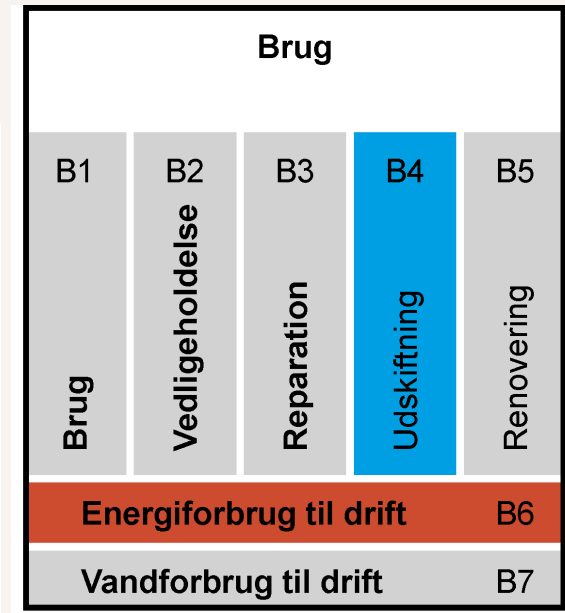 Brug
B1 B2 B3 B4 B5
Brug
Vedligeholdelse
Reparation
Udskiftning
Renovering
Energiforbrug til drift B6
Vandforbrug til drift B7